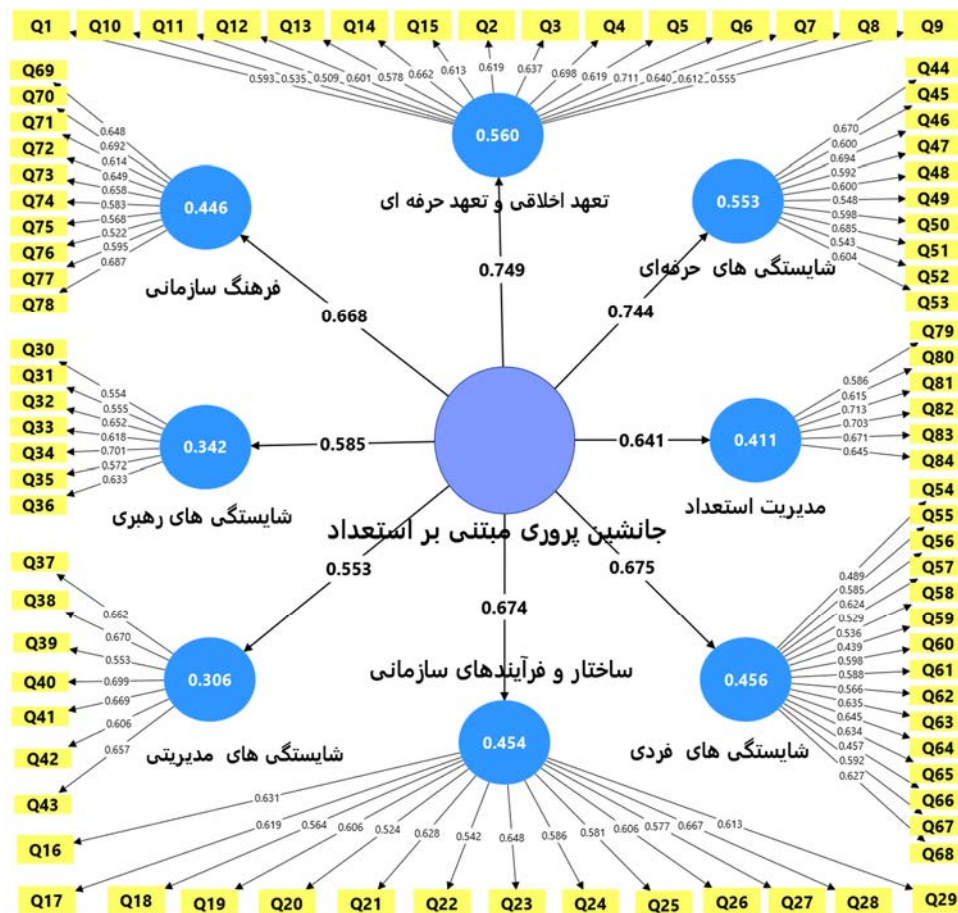 Q1 Q10 Q11 Q12 Q13 Q14 Q15 Q2 Q3 Q4 Q5 Q6 Q7 Q8 Q9
0.593 0.535 0.509 0.601 0.578 0.662 0.613 0.619 0.637 0.698 0.619 0.711 0.640 0.612 0.555
0.560
تعهد اخلاقی و تعهد حرفه ای
0.749
Q69
Q70
Q71
Q72
Q73
Q74
Q75
Q76
Q77
Q78
0.648
0.692
0.614
0.649
0.658
0.583
0.568
0.522
0.595
0.687
0.446
فرهنگ سازمانی
0.668
Q44
Q45
Q46
Q47
Q48
Q49
Q50
Q51
Q52
Q53
0.670
0.600
0.694
0.592
0.600
0.548
0.598
0.685
0.543
0.604
0.553
شایستگی های حرفه‌ای
0.744
Q30
Q31
Q32
Q33
Q34
Q35
Q36
0.554
0.555
0.652
0.618
0.701
0.572
0.633
0.342
شایستگی های رهبری
0.585
Q79
Q80
Q81
Q82
Q83
Q84
0.586
0.615
0.713
0.703
0.671
0.645
0.411
مدیریت استعداد
0.641
جانشین پروری مبتنی بر استعداد
Q37
Q38
Q39
Q40
Q41
Q42
Q43
0.662
0.670
0.553
0.699
0.669
0.606
0.657
0.306
شایستگی های مدیریتی
0.553
Q54
Q55
Q56
Q57
Q58
Q59
Q60
Q61
Q62
Q63
Q64
Q65
Q66
Q67
Q68
0.489
0.585
0.624
0.529
0.536
0.439
0.598
0.588
0.566
0.635
0.645
0.634
0.457
0.592
0.627
0.456
شایستگی های فردی
0.675
0.674
ساختار و فرآیندهای سازمانی
0.454
0.631 0.619 0.564 0.606 0.524 0.628 0.542 0.648 0.586 0.581 0.606 0.577 0.667 0.613
Q16
Q17 Q18 Q19 Q20 Q21 Q22 Q23 Q24 Q25 Q26 Q27 Q28 Q29